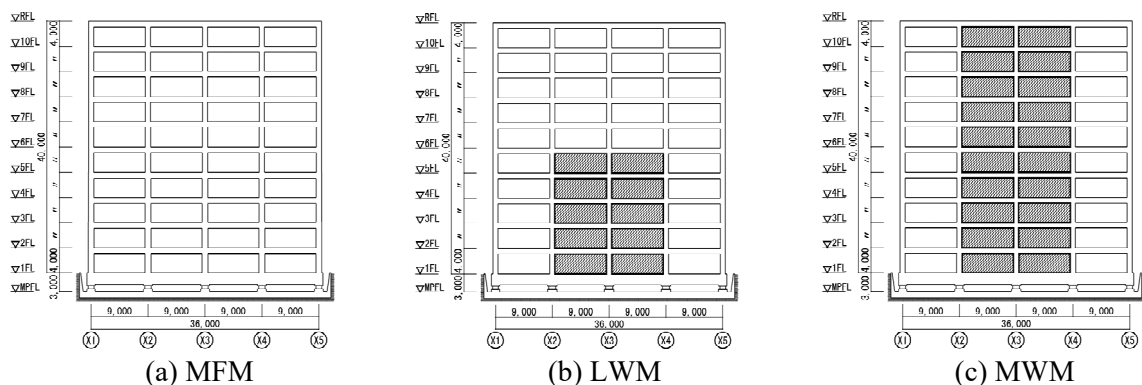 ▽RFL
▽10FL
▽9FL
▽8FL
▽7FL
▽6FL
▽5FL
▽4FL
▽3FL
▽2FL
▽1FL
▽MPFL
4,000
〃
〃
〃
〃
〃
〃
〃
〃
4,000
3,000
40,000
9,000 9,000 9,000 9,000
36,000
X1 X2 X3 X4 X5
(a) MFM
▽RFL
▽10FL
▽9FL
▽8FL
▽7FL
▽6FL
▽5FL
▽4FL
▽3FL
▽2FL
▽1FL
▽MPFL
4,000
〃
〃
〃
〃
〃
〃
〃
〃
4,000
3,000
40,000
9,000 9,000 9,000 9,000
36,000
X1 X2 X3 X4 X5
(b) LWM
▽RFL
▽10FL
▽9FL
▽8FL
▽7FL
▽6FL
▽5FL
▽4FL
▽3FL
▽2FL
▽1FL
▽MPFL
4,000
〃
〃
〃
〃
〃
〃
〃
〃
4,000
3,000
40,000
9,000 9,000 9,000 9,000
36,000
X1 X2 X3 X4 X5
(c) MWM